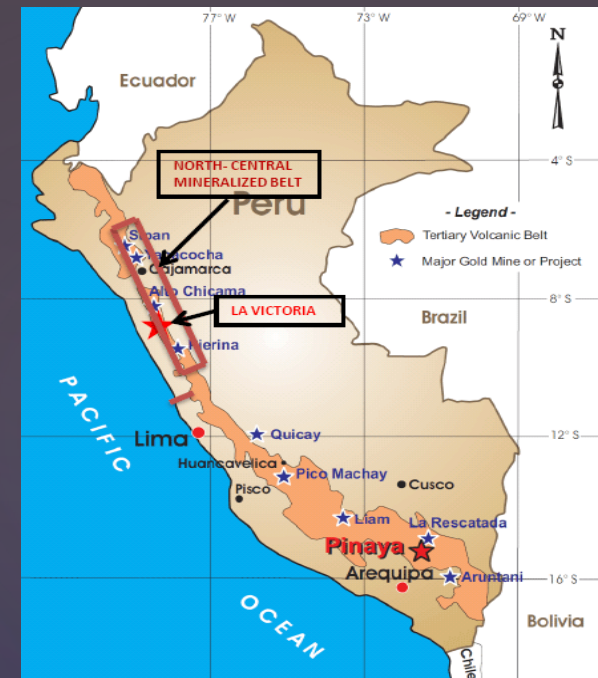 77° W
73° W
69° W
N
Ecuador
4° S
NORTH- CENTRAL
MINERALIZED BELT
Peru
- Legend -
Tertiary Volcanic Belt
Major Gold Mine or Project
Sipan
Yanacocha
Cajamarca
Alto Chicama
8° S
LA VICTORIA
Brazil
Pierina
PACIFIC
Lima
Quicay
12° S
Huancavelica
Pico Machay
Pisco
Cusco
Liam
La Rescatada
Pinaya
Arequipa
Aruntani
16° S
OCEAN
Bolivia
Chile